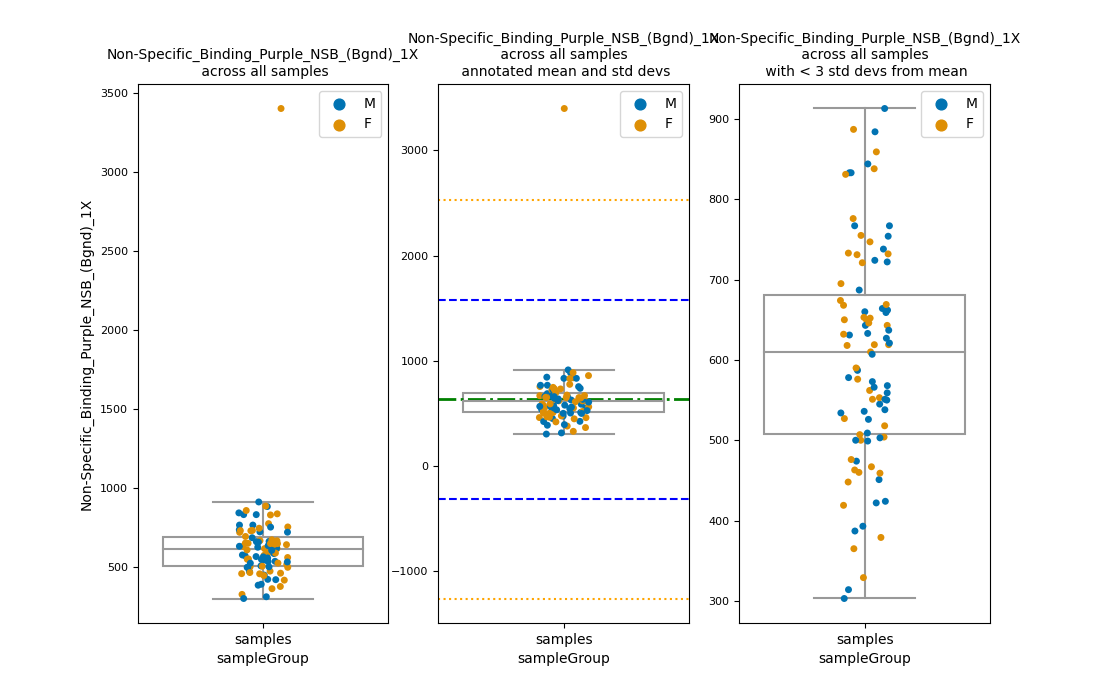 Non-Specific_Binding_Purple_NSB_(Bgnd)_1X
across all samples
Non-Specific_Binding_Purple_NSB_(Bgnd)_1X
across all samples
annotated mean and std devs
Non-Specific_Binding_Purple_NSB_(Bgnd)_1X
across all samples
with < 3 std devs from mean
Non-Specific_Binding_Purple_NSB_(Bgnd)_1X
3500
3000
2500
2000
1500
1000
500
M
F
samples
sampleGroup
3000
2000
1000
0
−1000
M
F
samples
sampleGroup
900
800
700
600
500
400
300
M
F
samples
sampleGroup